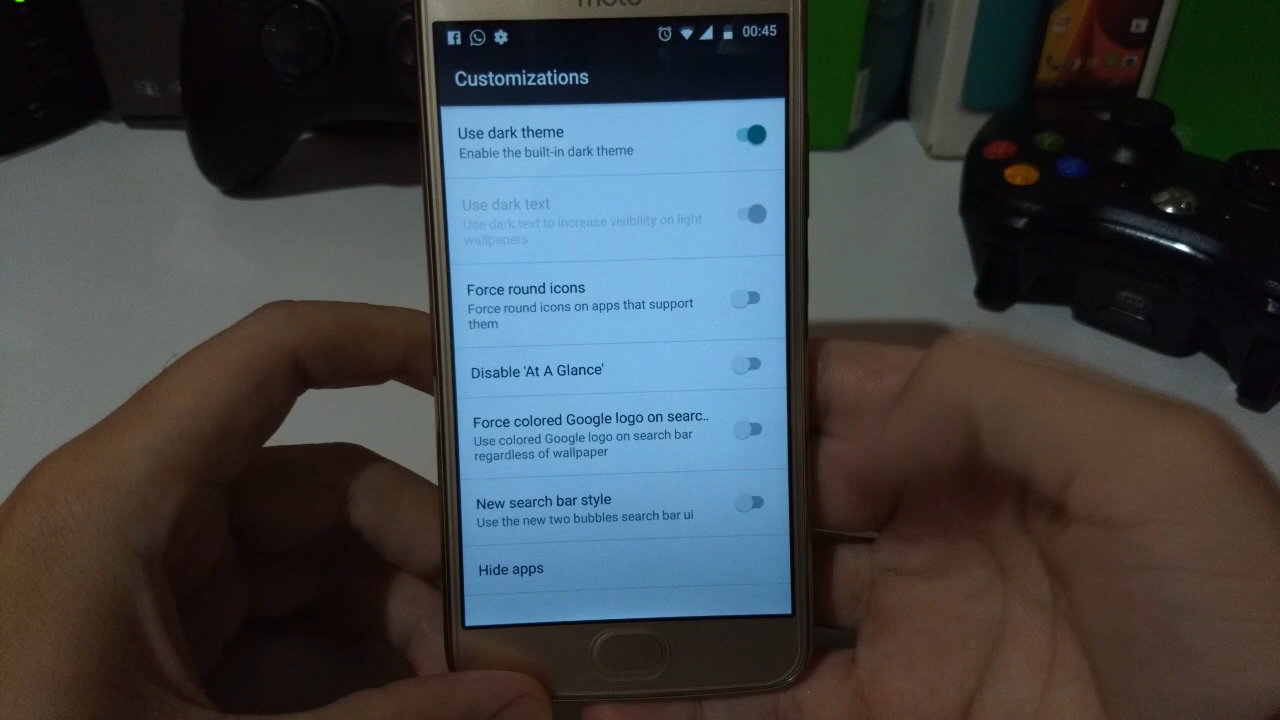 moto
00:45
Customizations
Use dark theme
Enable the built-in dark theme
Use dark text
Use dark text to increase visibility on light
wallpapers
Force round icons
Force round icons on apps that support
them
Disable 'At A Glance'
Force colored Google logo on searc..
Use colored Google logo on search bar
regardless of wallpaper
New search bar style
Use the new two bubbles search bar ui
Hide apps